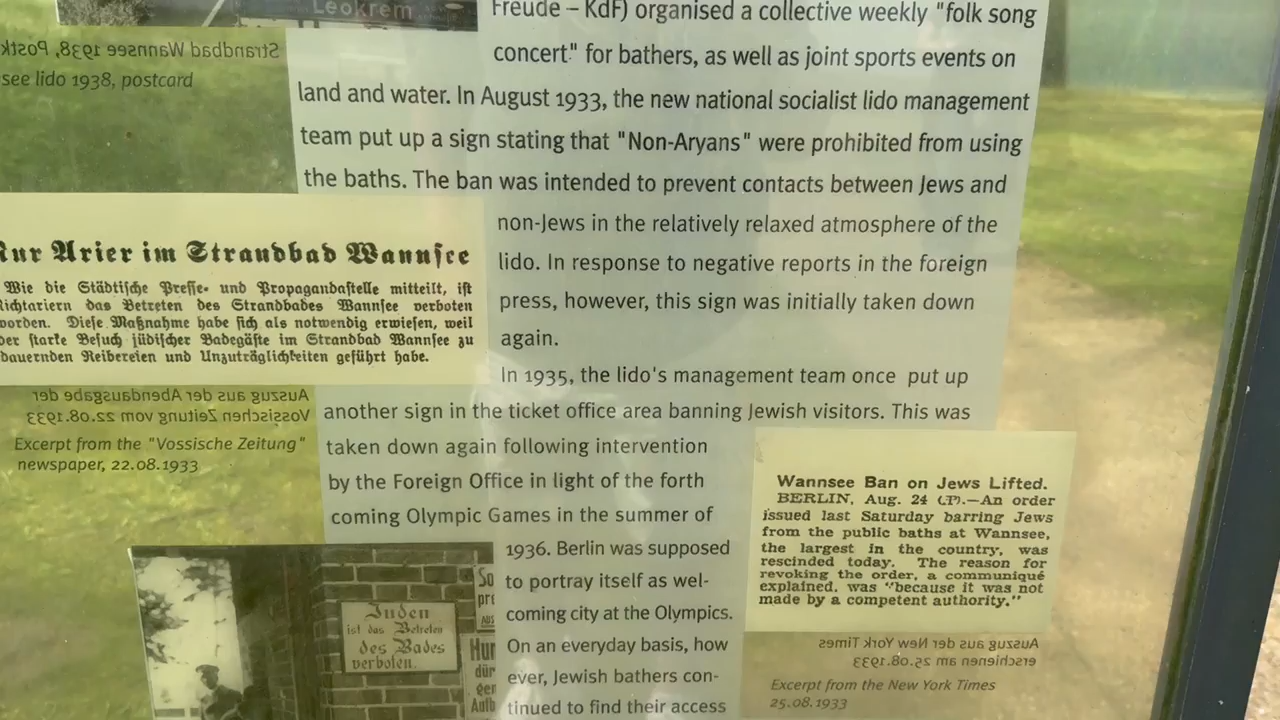 Leokrem
Strandbad Wannsee 1938, Postk
see lido 1938, postcard
Freude – KdF) organised a collective weekly "folk song
concert" for bathers, as well as joint sports events on
land and water. In August 1933, the new national socialist lido management
team put up a sign stating that "Non-Aryans" were prohibited from using
the baths. The ban was intended to prevent contacts between Jews and
non-Jews in the relatively relaxed atmosphere of the
lido. In response to negative reports in the foreign
press, however, this sign was initially taken down
again.
In 1935, the lido's management team once put up
another sign in the ticket office area banning Jewish visitors. This was
taken down again following intervention
by the Foreign Office in light of the forth
coming Olympic Games in the summer of
1936. Berlin was supposed
to portray itself as wel-
coming city at the Olympics.
On an everyday basis, how
ever, Jewish bathers con-
tinued to find their access
Nur Arier im Strandbad Wannsee
Wie die Städtische Presse- und Propagandastelle mitteilt, ist
Nichtariern das Betreten des Strandbades Wannsee verboten
worden. Diese Maßnahme habe sich als notwendig erwiesen, weil
der starke Besuch jüdischer Badegäste im Strandbad Wannsee zu
dauernden Reibereien und Unzuträglichkeiten geführt habe.
Auszug aus der Abendausgabe der
Vossischen Zeitung vom 22.08.1933
Excerpt from the "Vossische Zeitung"
newspaper, 22.08.1933
Juden
ist das Betreten
des Bades
verboten.
Wannsee Ban on Jews Lifted.
BERLIN, Aug. 24 (P).—An order
issued last Saturday barring Jews
from the public baths at Wannsee,
the largest in the country, was
rescinded today. The reason for
revoking the order, a communiqué
explained, was "because it was not
made by a competent authority."
Auszug aus der New York Times
erschienen am 25.08.1933
Excerpt from the New York Times
25.08.1933